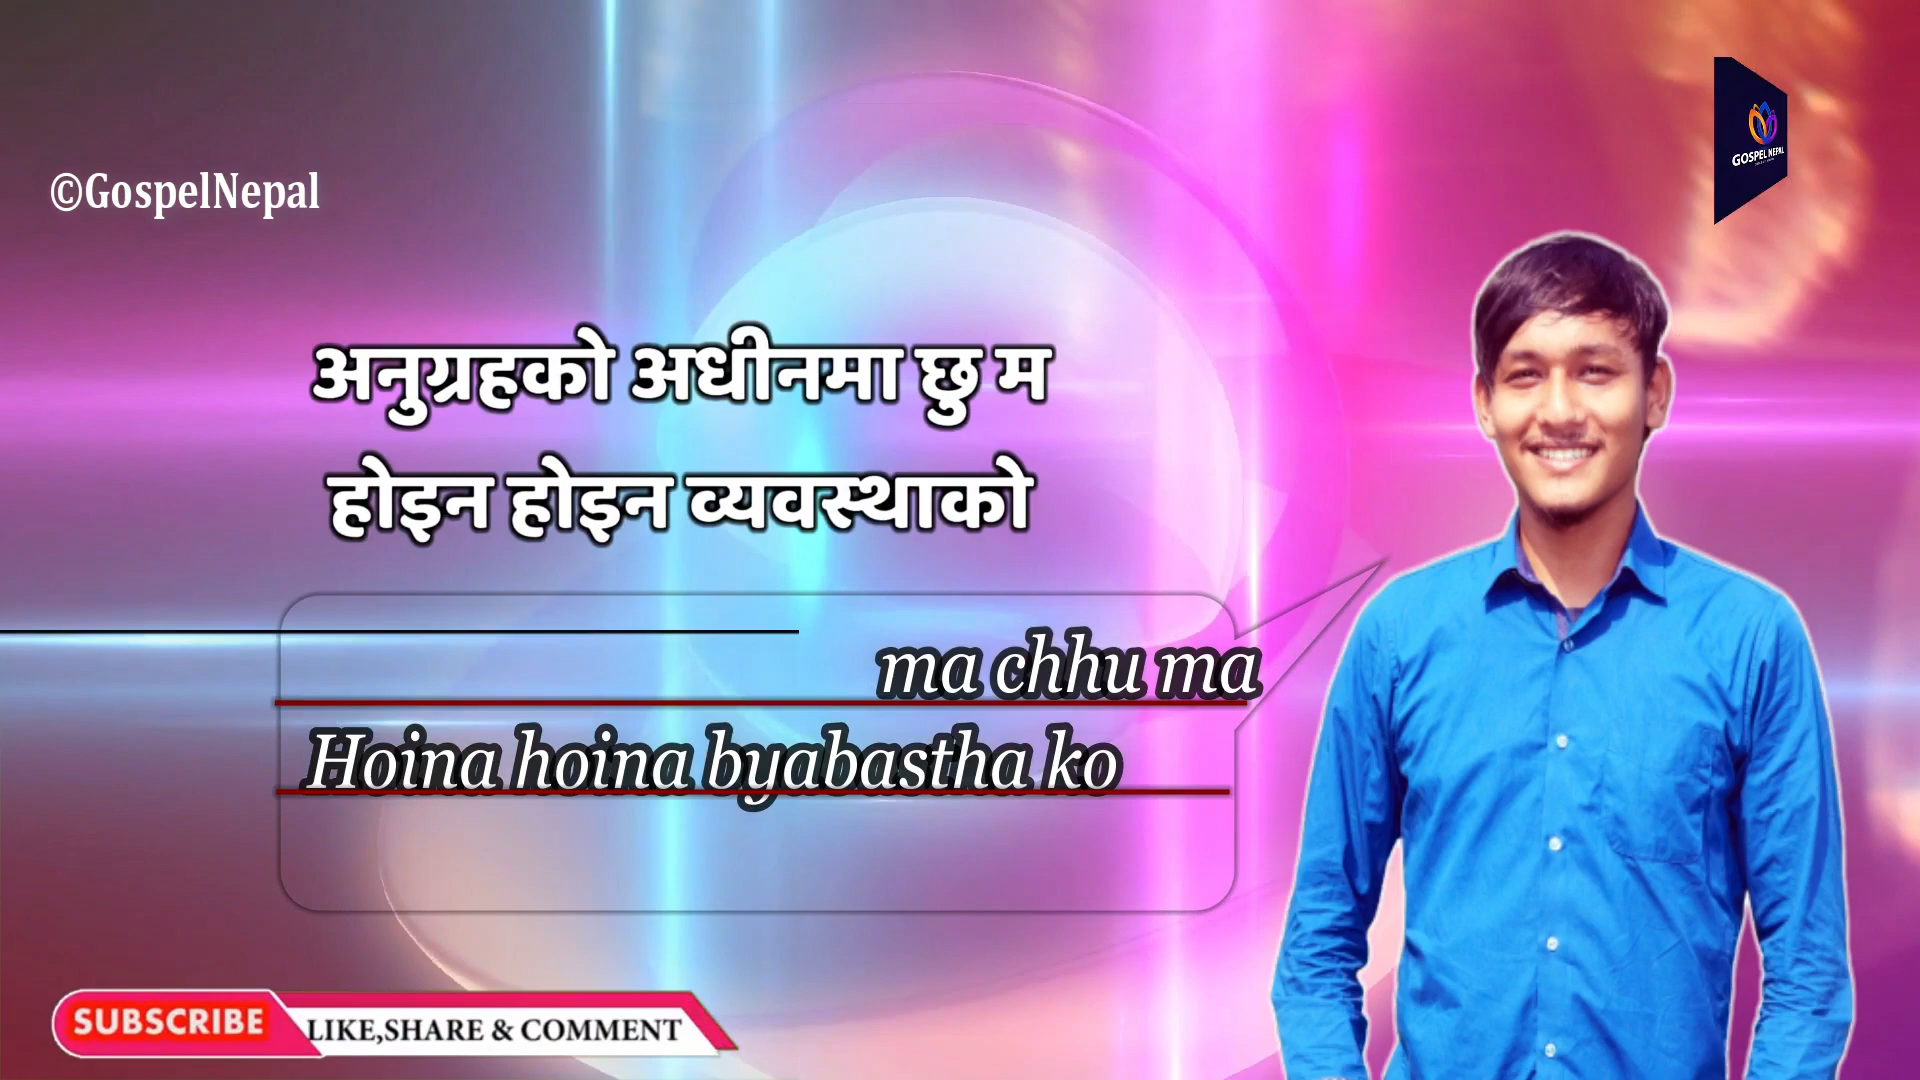 GOSPEL NEPAL
©GospelNepal
अनुग्रहको अधीनमा छु म
होइन होइन व्यवस्थाको
ma chhu ma
Hoina hoina byabastha ko
SUBSCRIBE
LIKE,SHARE & COMMENT